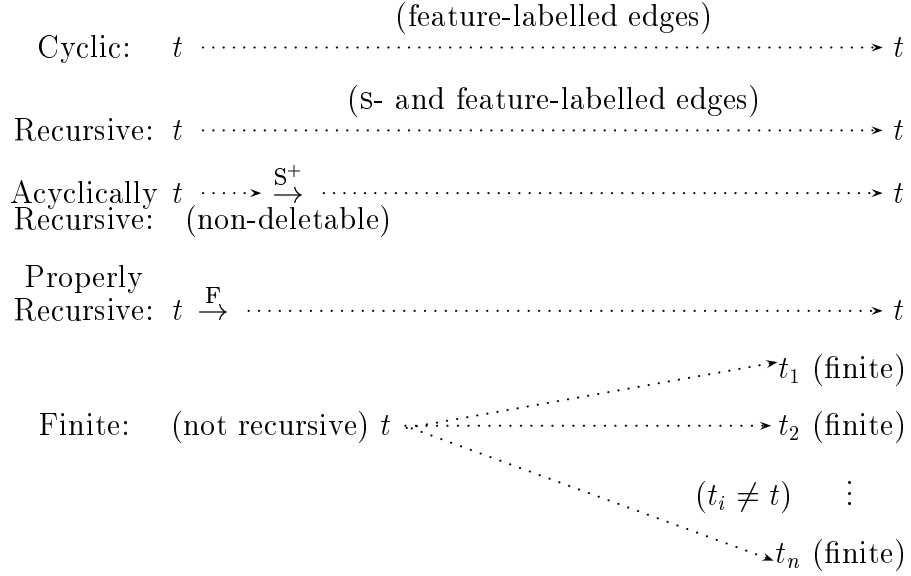 (feature-labelled edges)
Cyclic: t t
(S- and feature-labelled edges)
Recursive: t t
Acyclically t S+ t
Recursive: (non-deletable)
Properly
Recursive: t F t
t1 (finite)
Finite: (not recursive) t t2 (finite)
(ti ≠ t) ⋮
tn (finite)